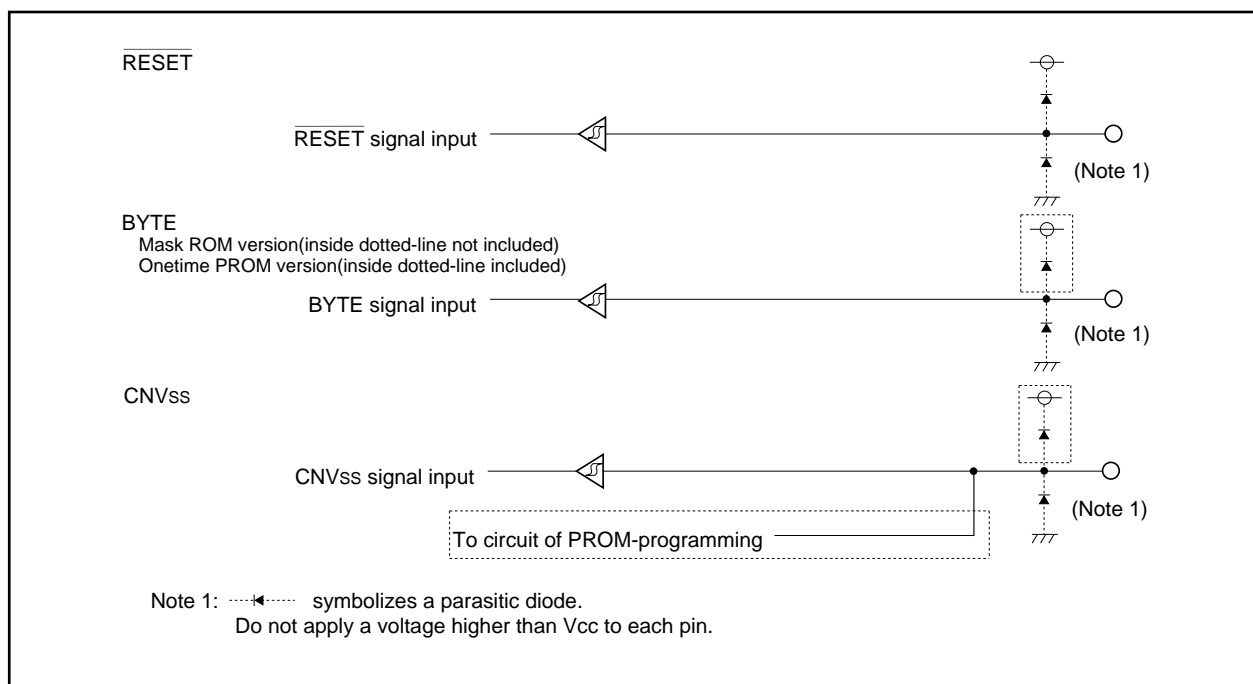 RESET
RESET signal input
(Note 1)
BYTE
Mask ROM version(inside dotted-line not included)
Onetime PROM version(inside dotted-line included)
BYTE signal input
(Note 1)
CNVss
CNVss signal input
(Note 1)
To circuit of PROM-programming
Note 1: symbolizes a parasitic diode.
Do not apply a voltage higher than Vcc to each pin.